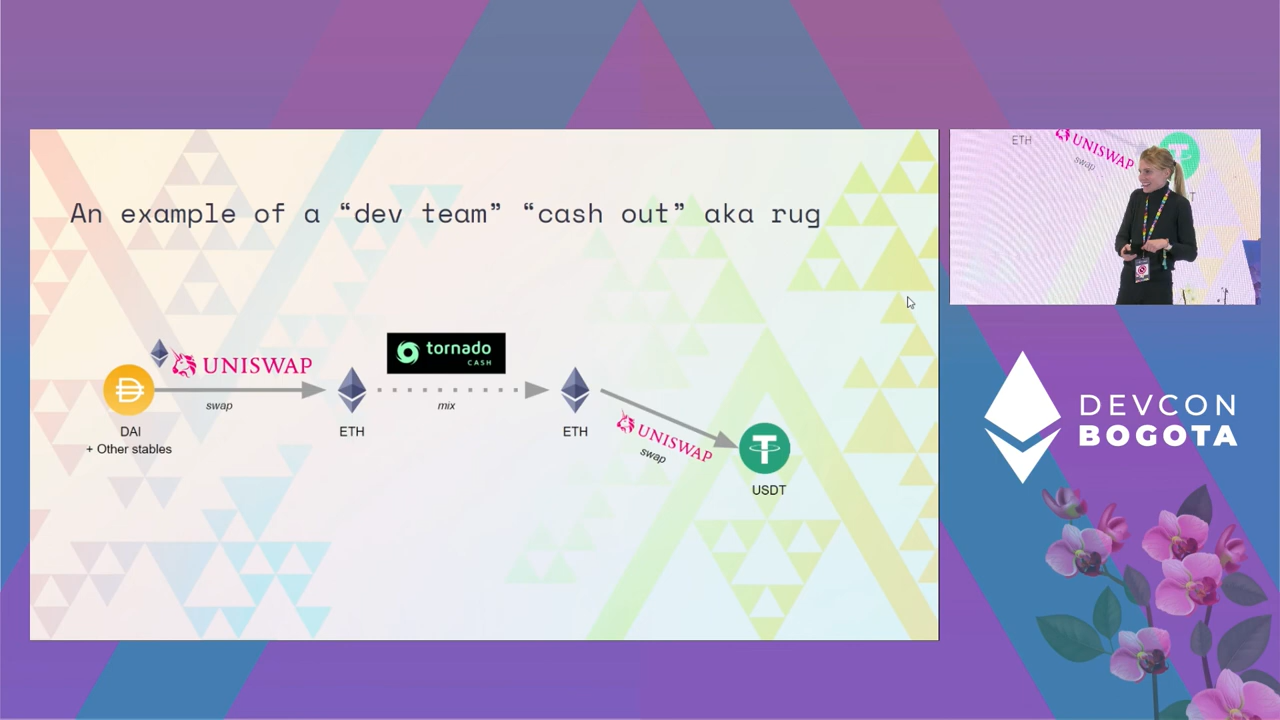 An example of a “dev team” “cash out” aka rug
UNISWAP
swap
tornado
CASH
mix
UNISWAP
swap
DAI
+ Other stables
ETH
ETH
USDT
ETH
UNISWAP
swap
T
DEVCON
BOGOTA